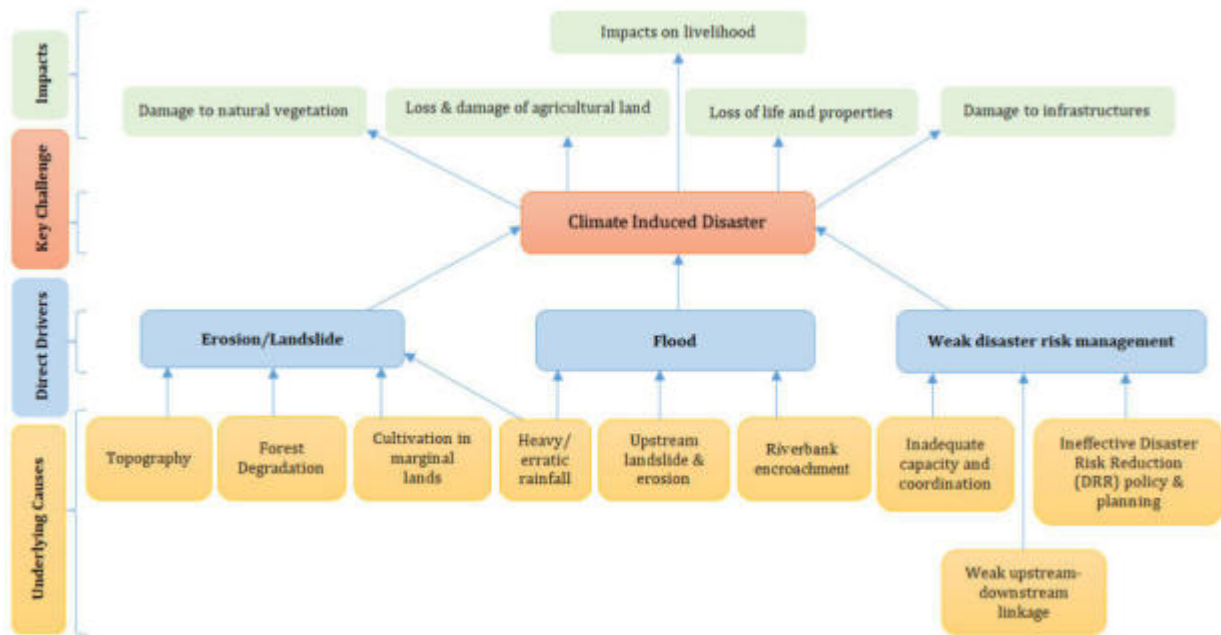 Impacts
Impacts on livelihood
Damage to natural vegetation
Loss & damage of agricultural land
Loss of life and properties
Damage to infrastructures
Key Challenge
Climate Induced Disaster
Direct Drivers
Erosion/Landslide
Flood
Weak disaster risk management
Underlying Causes
Topography
Forest
Degradation
Cultivation in
marginal
lands
Heavy/
erratic
rainfall
Upstream
landslide &
erosion
Riverbank
encroachment
Inadequate
capacity and
coordination
Ineffective Disaster
Risk Reduction
(DRR) policy &
planning
Weak upstream-
downstream
linkage